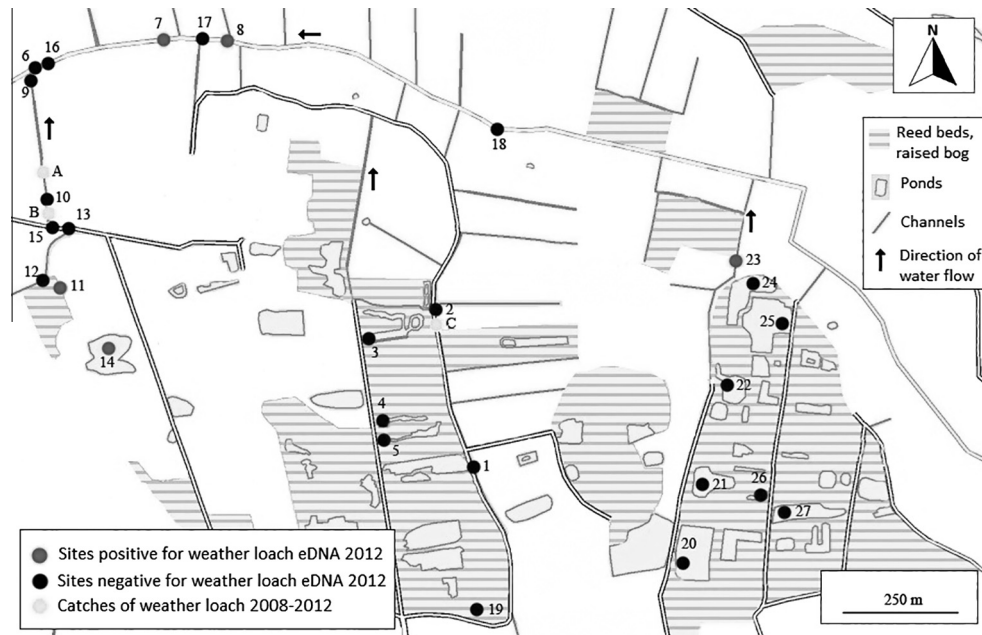 7
17
8
N
6
16
9
18
A
10
B
13
15
12
11
14
2
C
3
4
5
1
19
23
24
25
22
21
26
27
20
Reed beds,
raised bog
Ponds
Channels
Direction of
water flow
Sites positive for weather loach eDNA 2012
Sites negative for weather loach eDNA 2012
Catches of weather loach 2008-2012
250 m